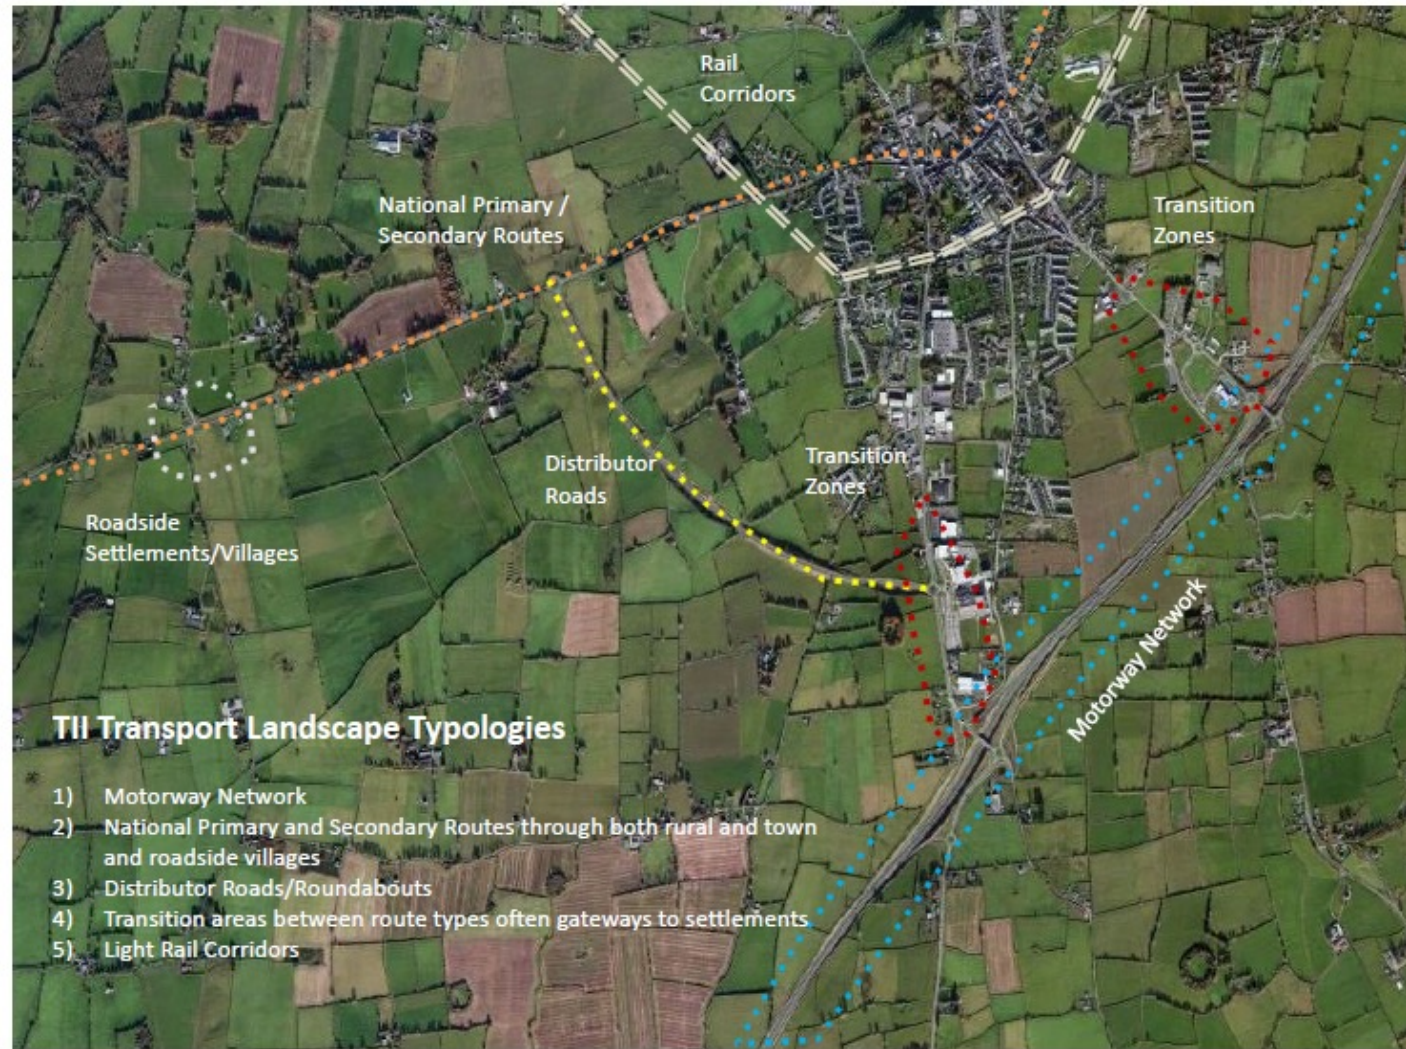 Rail
Corridors
National Primary /
Secondary Routes
Transition
Zones
Distributor
Roads
Transition
Zones
Roadside
Settlements/Villages
Motorway Network
TII Transport Landscape Typologies
1) Motorway Network
2) National Primary and Secondary Routes through both rural and town
and roadside villages
3) Distributor Roads/Roundabouts
4) Transition areas between route types often gateways to settlements
5) Light Rail Corridors